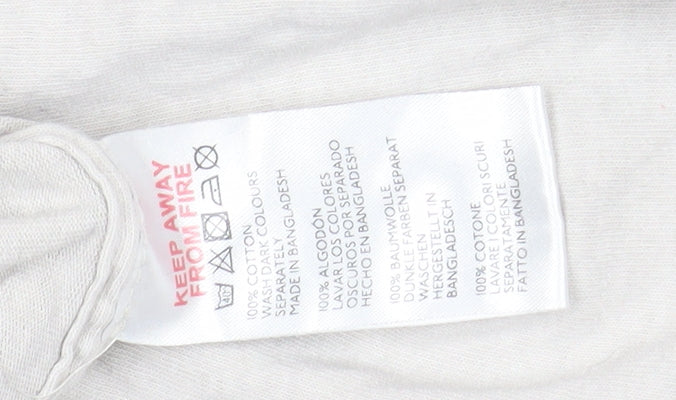 KEEP AWAY
FROM FIRE
40°
100% COTTON
WASH DARK COLOURS
SEPARATELY
MADE IN BANGLADESH
100% ALGODÓN
LAVAR LOS COLORES
OSCUROS POR SEPARADO
HECHO EN BANGLADESH
100% BAUMWOLLE
DUNKLE FARBEN SEPARAT
WASCHEN
HERGESTELLT IN
BANGLADESCH
100% COTONE
LAVARE I COLORI SCURI
SEPARATAMENTE
FATTO IN BANGLADESH